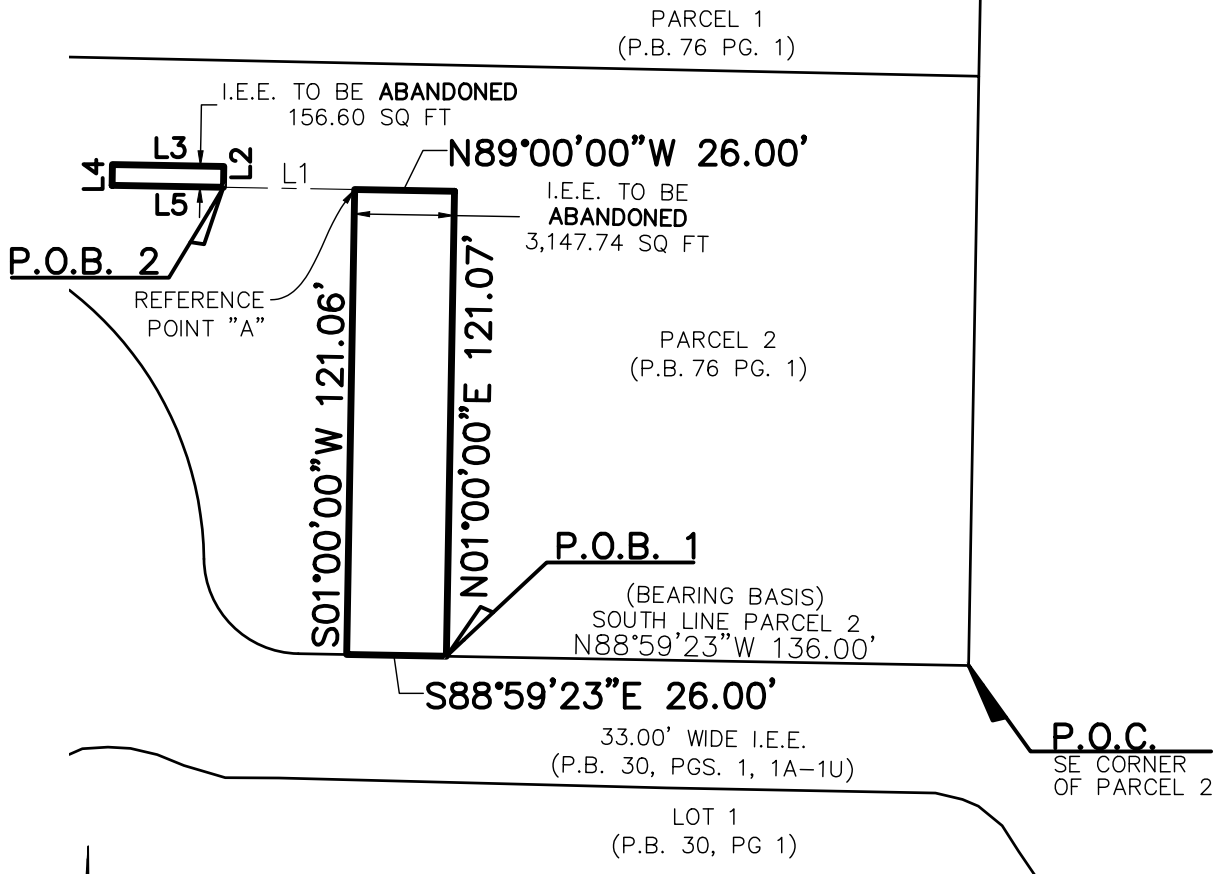 PARCEL 1
(P.B. 76 PG. 1)
I.E.E. TO BE ABANDONED
156.60 SQ FT
L3
L2
L4
L5
L1
N89°00'00"W 26.00'
I.E.E. TO BE
ABANDONED
3,147.74 SQ FT
P.O.B. 2
REFERENCE
POINT "A"
S01°00'00"W 121.06'
N01°00'00"E 121.07'
PARCEL 2
(P.B. 76 PG. 1)
P.O.B. 1
(BEARING BASIS)
SOUTH LINE PARCEL 2
N88°59'23"W 136.00'
S88°59'23"E 26.00'
33.00' WIDE I.E.E.
(P.B. 30, PGS. 1, 1A-1U)
P.O.C.
SE CORNER
OF PARCEL 2
LOT 1
(P.B. 30, PG 1)